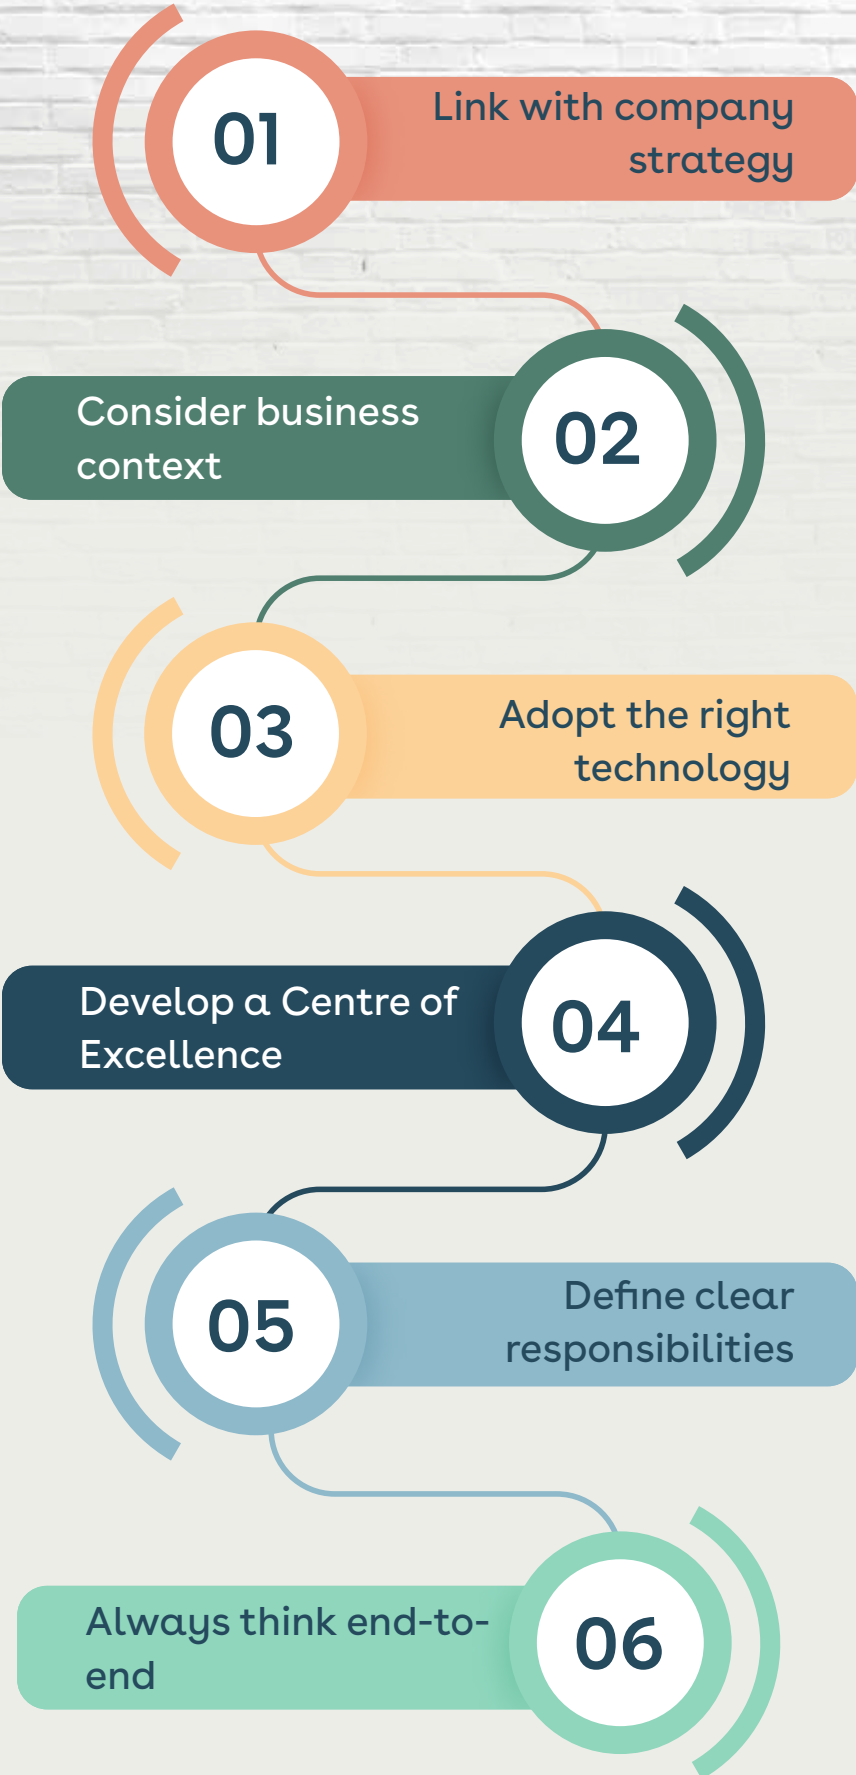 01
Link with company
strategy
Consider business
context
02
03
Adopt the right
technology
Develop a Centre of
Excellence
04
05
Define clear
responsibilities
Always think end-to-
end
06